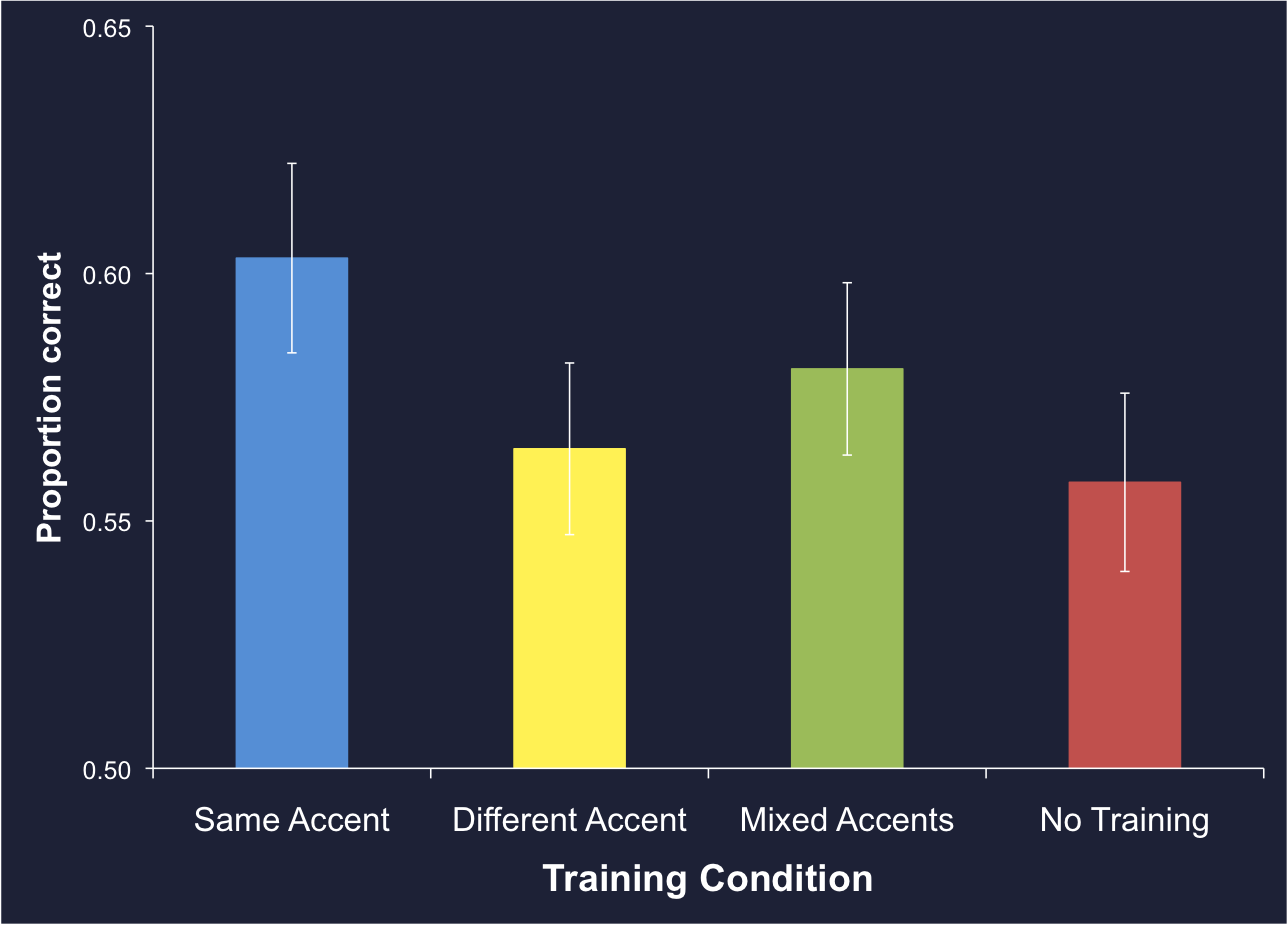 0.65
0.60
0.55
0.50
Proportion correct
Same Accent
Different Accent
Mixed Accents
No Training
Training Condition